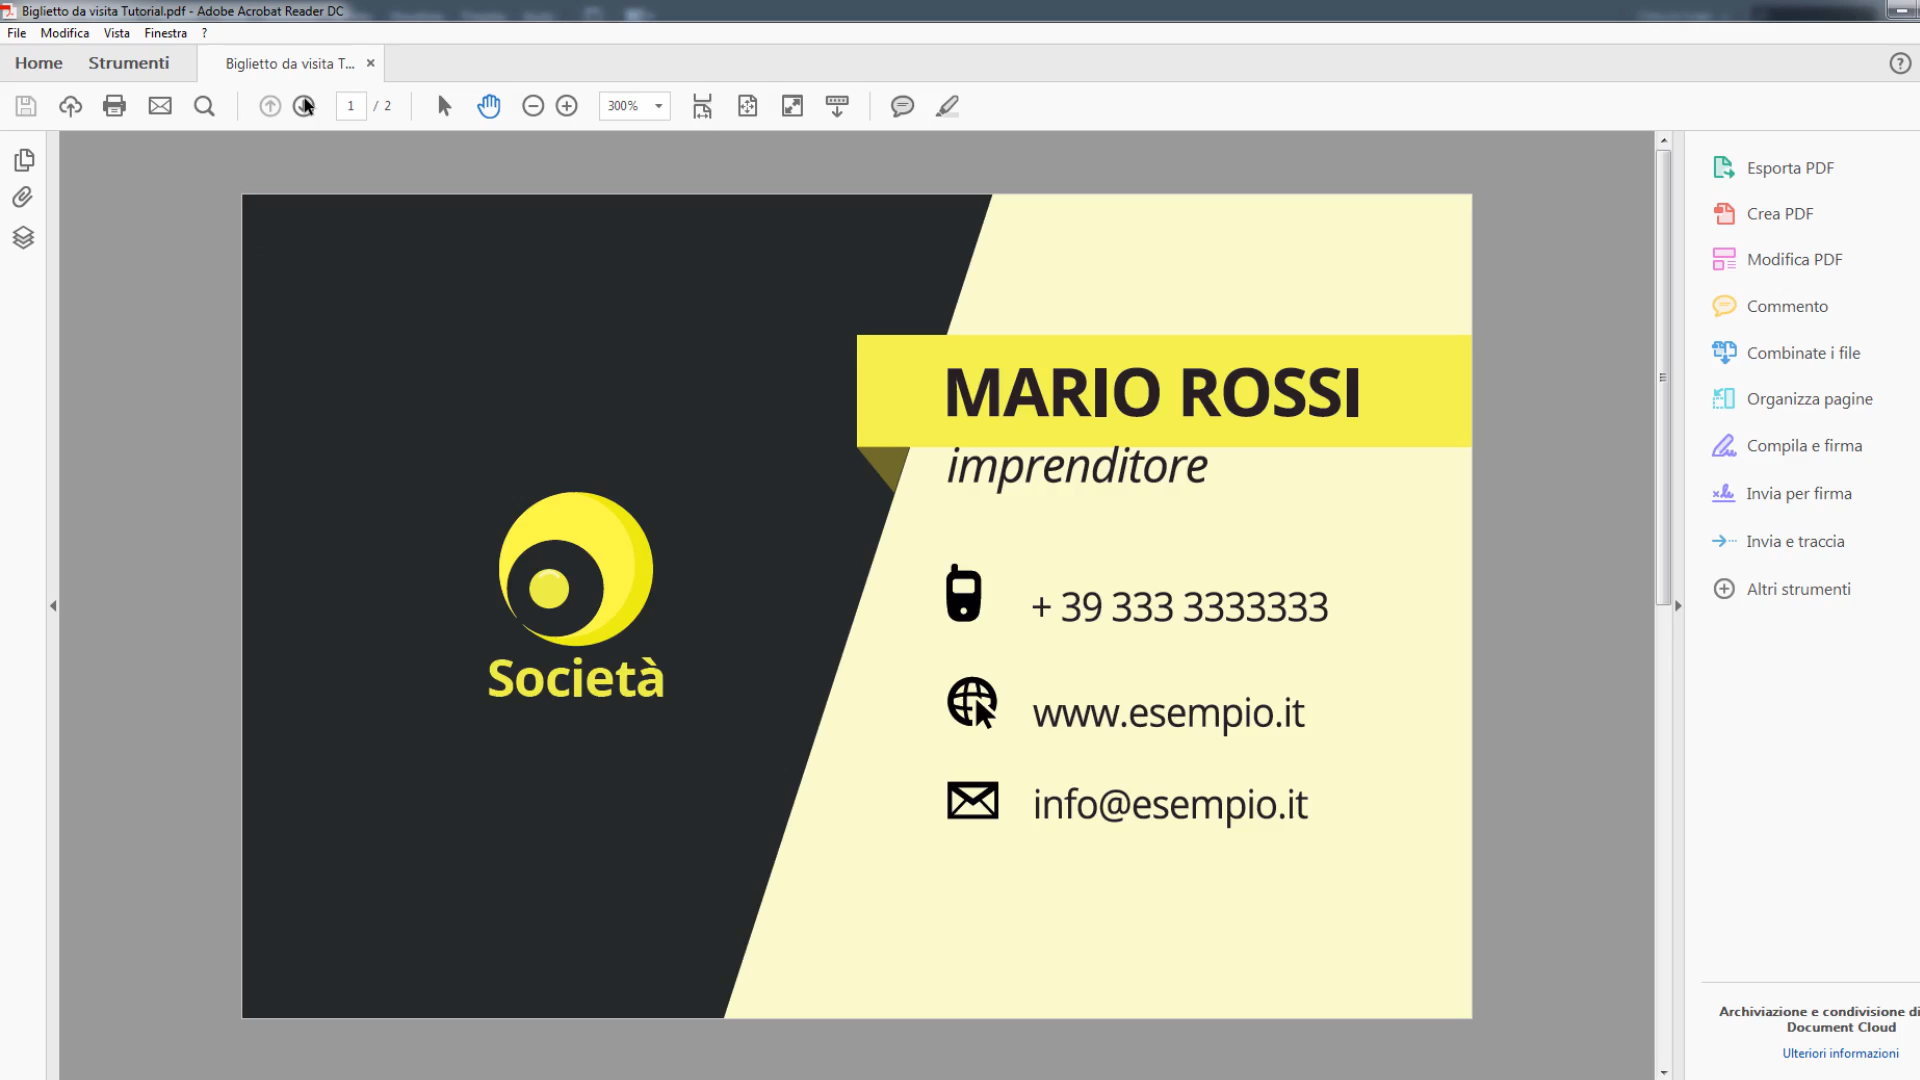 Biglietto da visita Tutorial.pdf - Adobe Acrobat Reader DC
File Modifica Vista Finestra ?
Home Strumenti Biglietto da visita T... ×
1 / 2 300%
Esporta PDF
Crea PDF
Modifica PDF
Commento
Combinate i file
Organizza pagine
Compila e firma
Invia per firma
Invia e traccia
Altri strumenti
MARIO ROSSI
imprenditore
+ 39 333 3333333
www.esempio.it
info@esempio.it
Società
Archiviazione e condivisione di
Document Cloud
Ulteriori informazioni